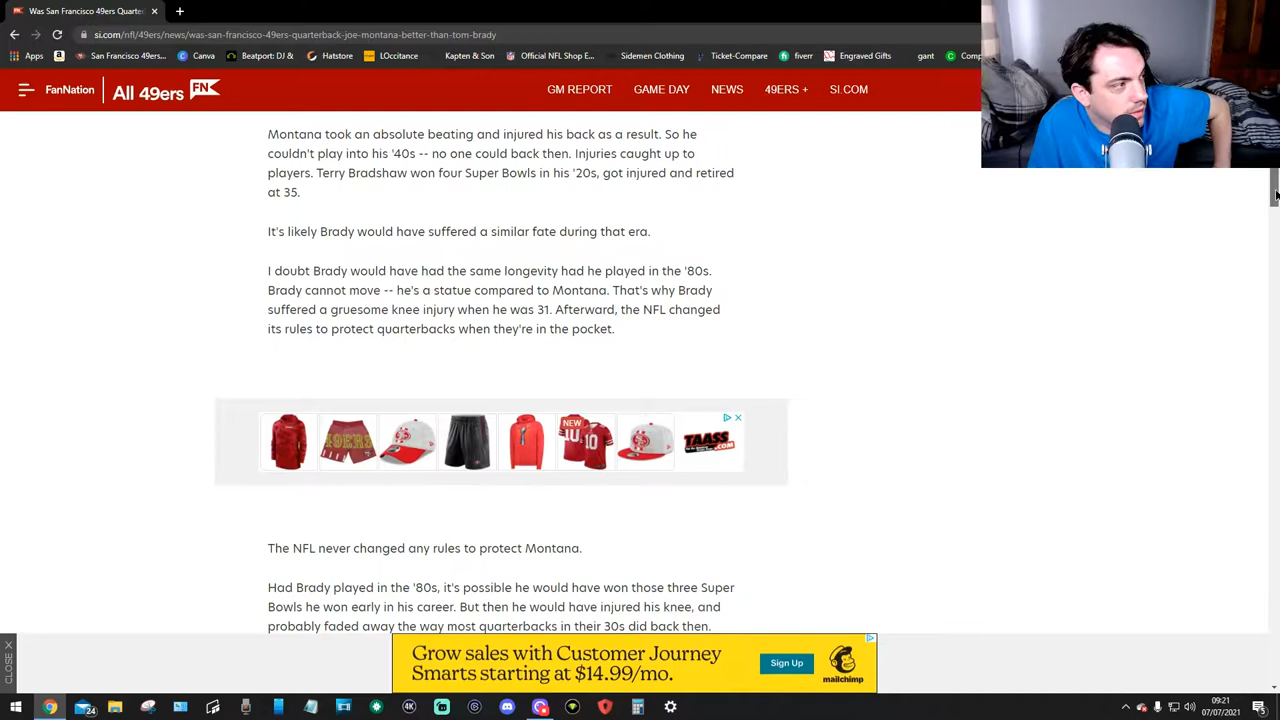 Was San Francisco 49ers Quarte
si.com/nfl/49ers/news/was-san-francisco-49ers-quarterback-joe-montana-better-than-tom-brady
Apps
San Francisco 49ers
Canva
Beatport DJ &
Hatstore
LOccitane
Kapten & Son
Official NFL Shop E...
Sidemen Clothing
Ticket-Compare
fiverr
Engraved Gifts
gant
Comp
FanNation
All 49ers
FN
GM REPORT
GAME DAY
NEWS
49ERS +
SI.COM
Montana took an absolute beating and injured his back as a result. So he
couldn't play into his '40s -- no one could back then. Injuries caught up to
players. Terry Bradshaw won four Super Bowls in his '20s, got injured and retired
at 35.
It's likely Brady would have suffered a similar fate during that era.
I doubt Brady would have had the same longevity had he played in the '80s.
Brady cannot move -- he's a statue compared to Montana. That's why Brady
suffered a gruesome knee injury when he was 31. Afterward, the NFL changed
its rules to protect quarterbacks when they're in the pocket.
NEW
TAASS
.COM
The NFL never changed any rules to protect Montana.
Had Brady played in the '80s, it's possible he would have won those three Super
Bowls he won early in his career. But then he would have injured his knee, and
probably faded away the way most quarterbacks in their 30s did back then.
CLOSE X
Grow sales with Customer Journey
Smarts starting at $14.99/mo.
Sign Up
mailchimp
24
4K
09:21
07/07/2021
5